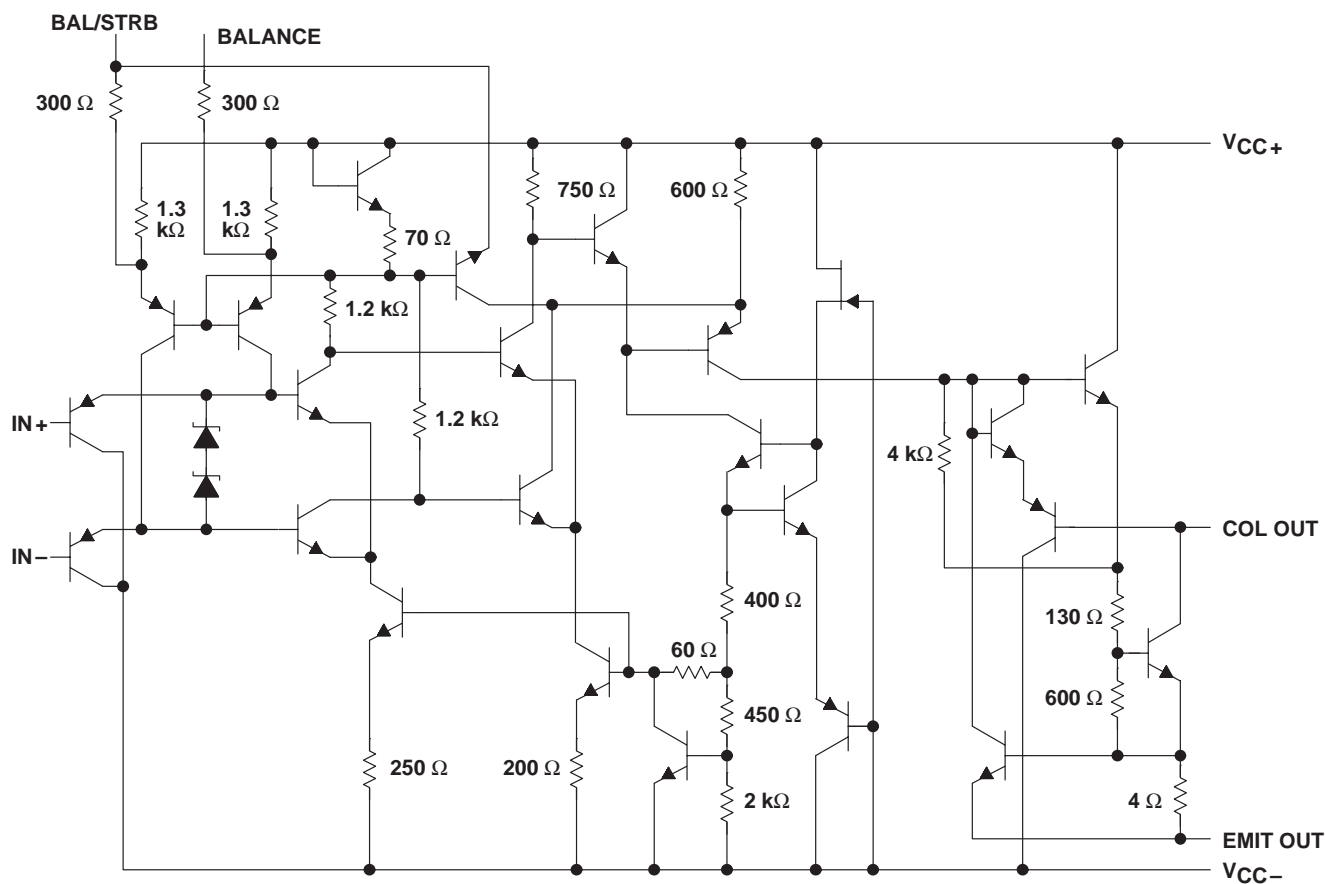 BAL/STRB
BALANCE
300 Ω
300 Ω
VCC+
1.3
kΩ
1.3
kΩ
750 Ω
600 Ω
70 Ω
1.2 kΩ
IN+
1.2 kΩ
4 kΩ
IN−
COL OUT
400 Ω
130 Ω
60 Ω
600 Ω
450 Ω
250 Ω
200 Ω
2 kΩ
4 Ω
EMIT OUT
VCC−